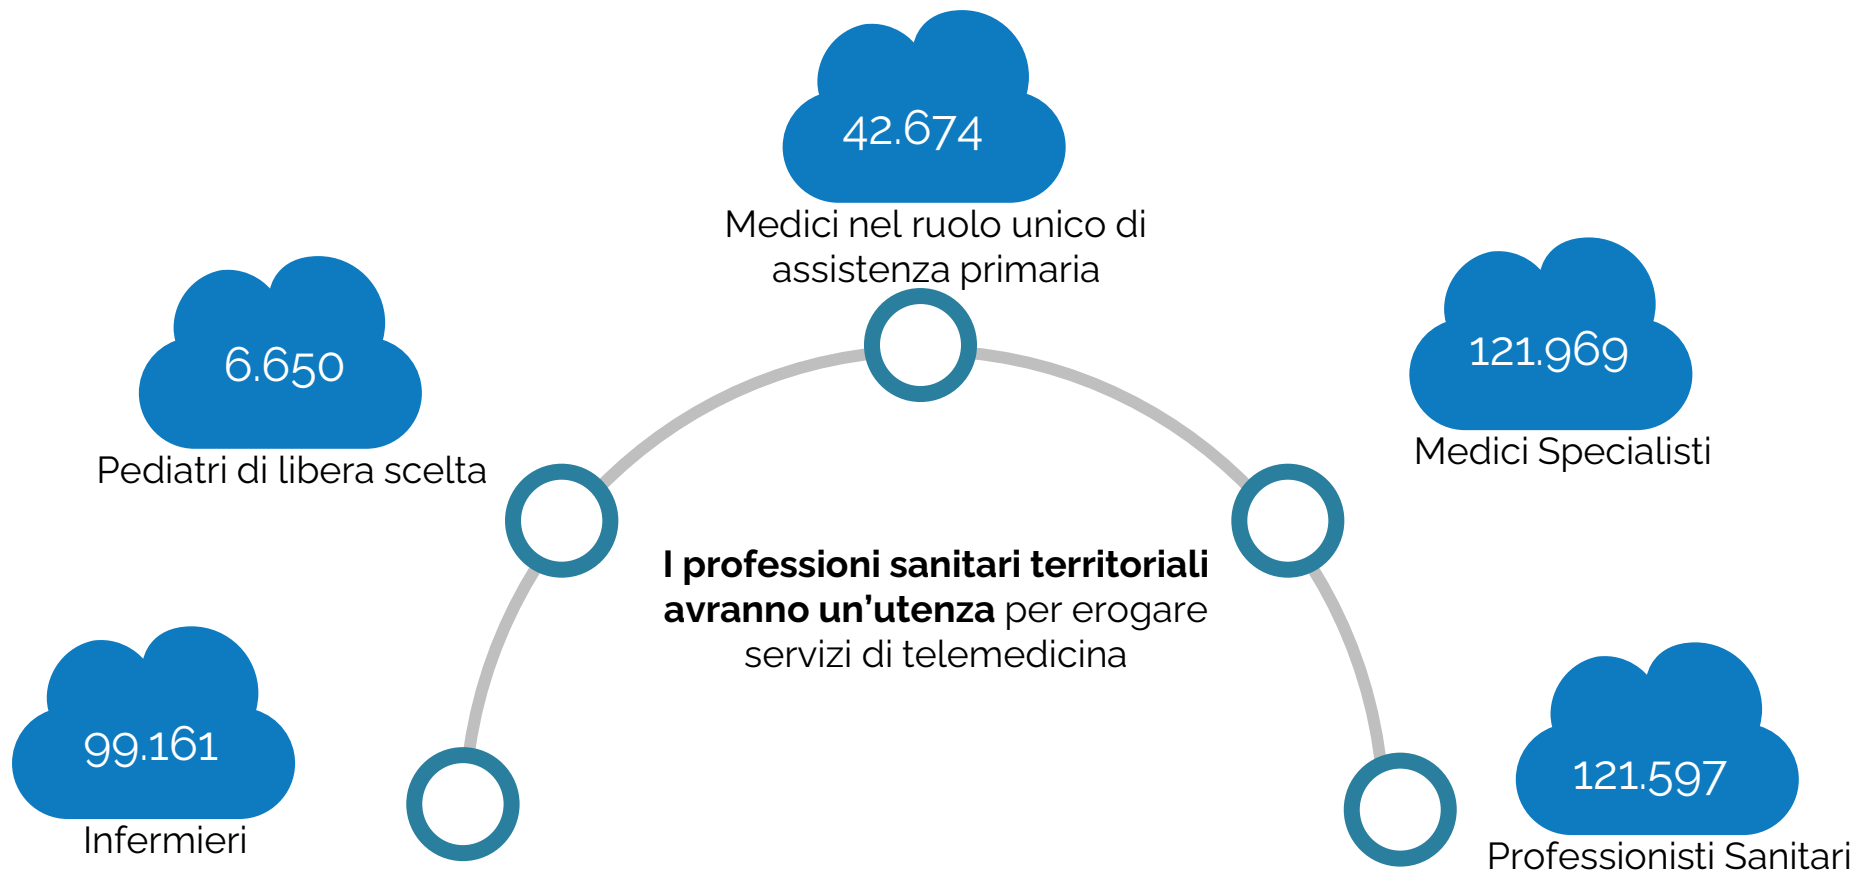 42.674
Medici nel ruolo unico di
assistenza primaria
6.650
Pediatri di libera scelta
121.969
Medici Specialisti
I professioni sanitari territoriali
avranno un’utenza per erogare
servizi di telemedicina
99.161
Infermieri
121.597
Professionisti Sanitari